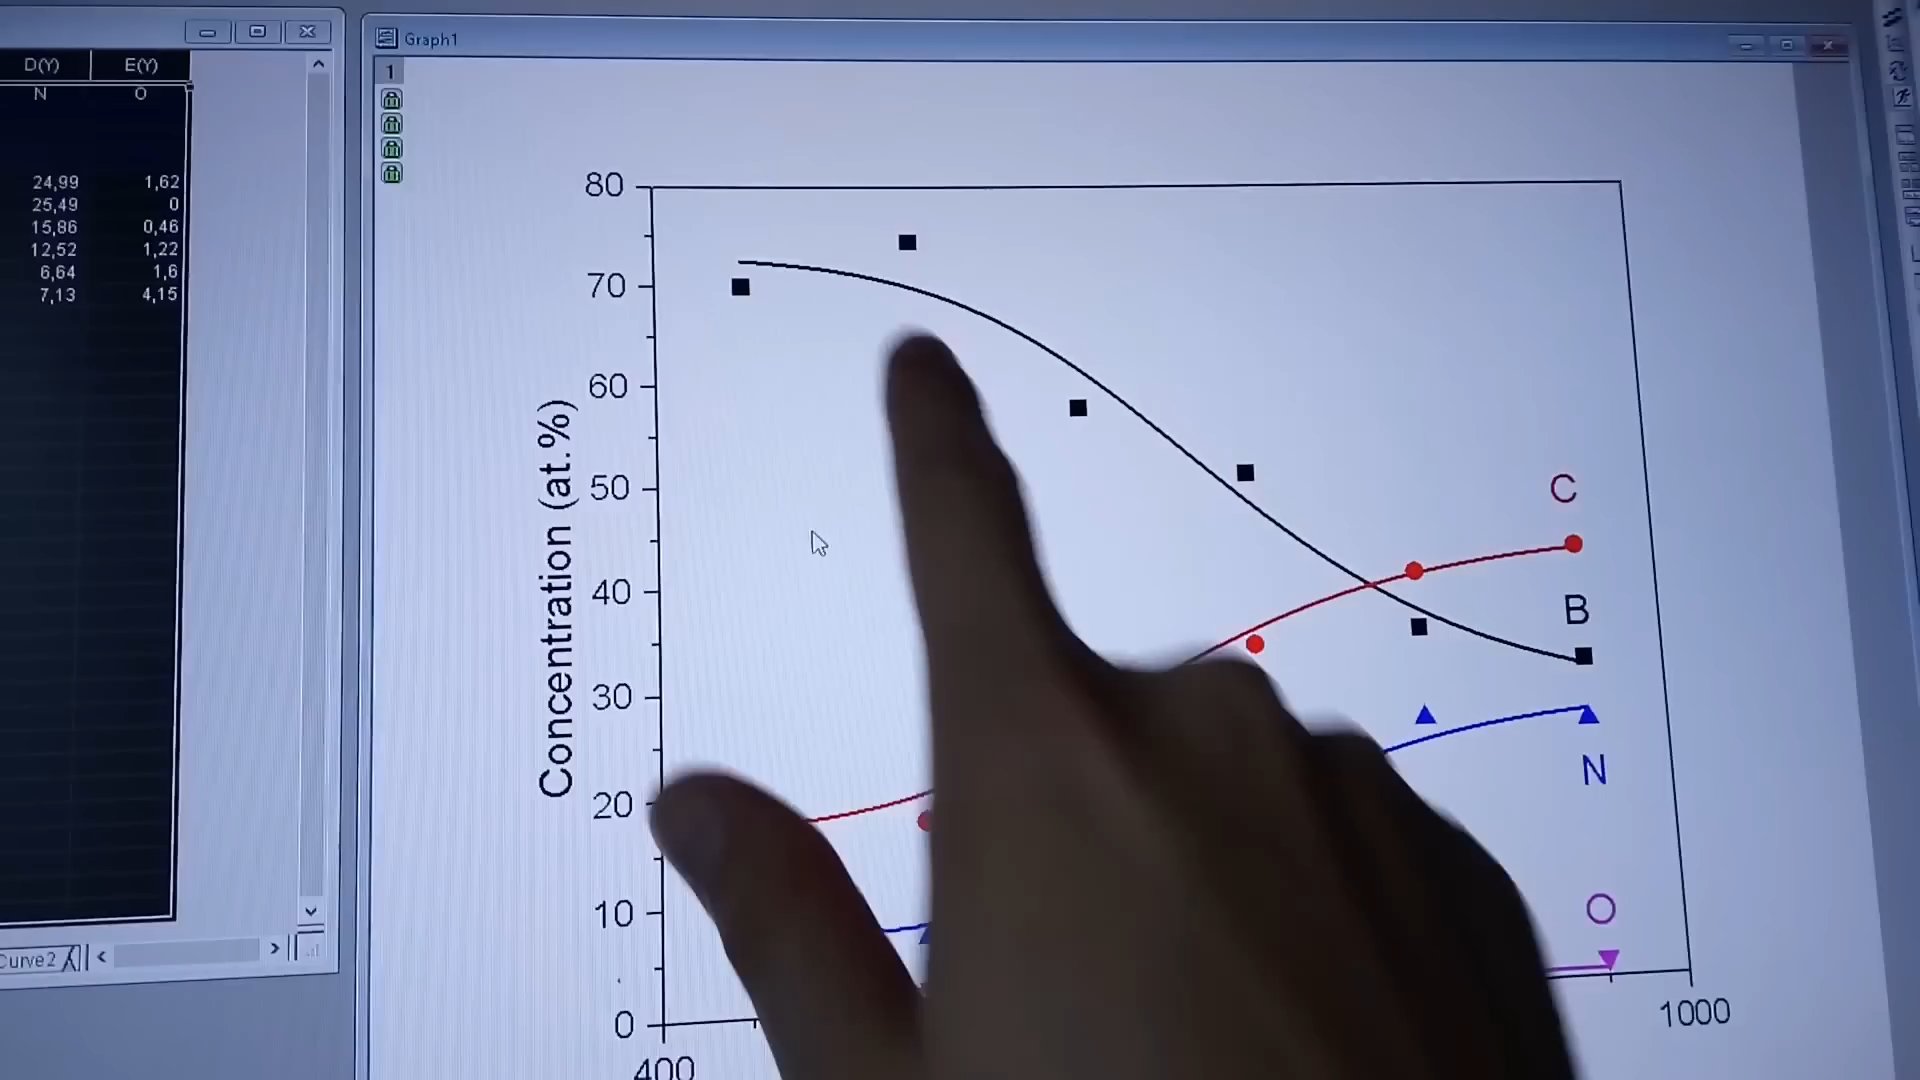 Graph1
1
D(Y) E(Y)
N O
24,99 1,62
25,49 0
15,86 0,46
12,52 1,22
6,64 1,6
7,13 4,15
Curve2
80
70
60
50
40
30
20
10
0
Concentration (at.%)
400
1000
C
B
N
O